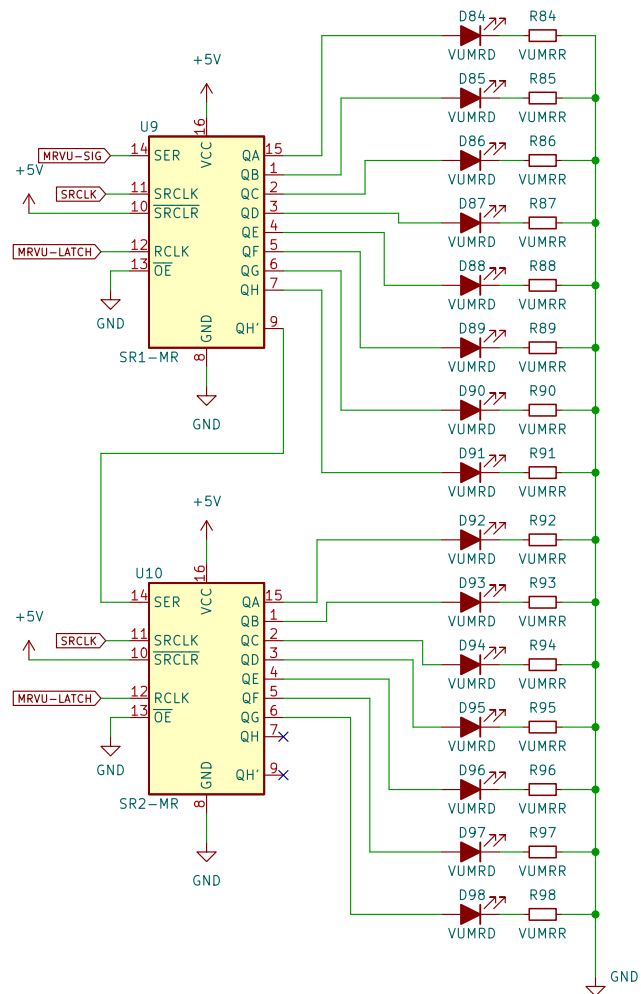 D84 R84
VUMRD VUMRR
D85 R85
VUMRD VUMRR
D86 R86
VUMRD VUMRR
D87 R87
VUMRD VUMRR
D88 R88
VUMRD VUMRR
D89 R89
VUMRD VUMRR
D90 R90
VUMRD VUMRR
D91 R91
VUMRD VUMRR
+5V
U9
16
VCC
MRVU-SIG 14 SER QA 15
+5V
QB 1
SRCLK 11 SRCLK QC 2
10 SRCLR QD 3
QE 4
MRVU-LATCH 12 RCLK QF 5
13 OE QG 6
QH 7
GND
QH' 9
GND
8
SR1-MR
GND
D92 R92
VUMRD VUMRR
D93 R93
VUMRD VUMRR
D94 R94
VUMRD VUMRR
D95 R95
VUMRD VUMRR
D96 R96
VUMRD VUMRR
D97 R97
VUMRD VUMRR
D98 R98
VUMRD VUMRR
+5V
U10
16
VCC
14 SER QA 15
+5V
QB 1
SRCLK 11 SRCLK QC 2
10 SRCLR QD 3
QE 4
MRVU-LATCH 12 RCLK QF 5
13 OE QG 6
QH 7
GND
QH' 9
GND
8
SR2-MR
GND
GND